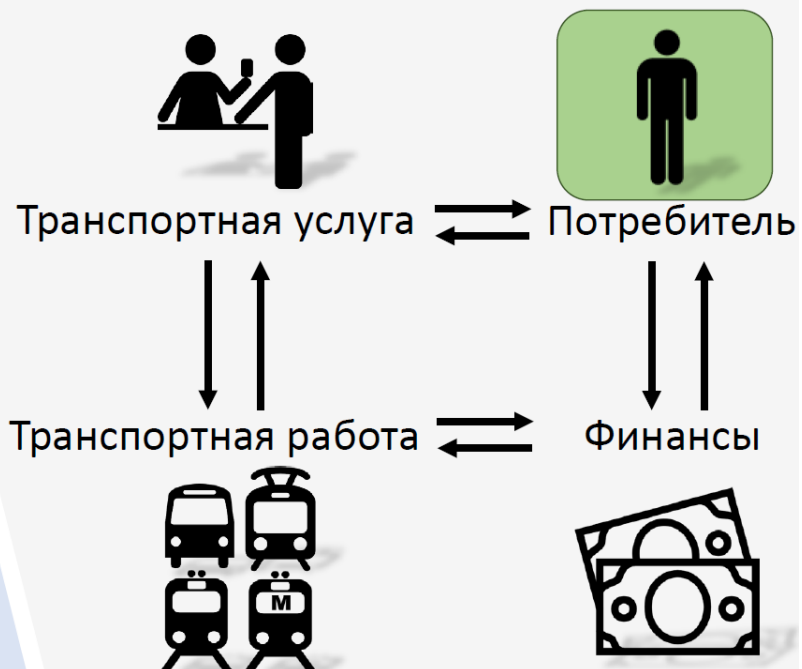 Транспортная услуга
Потребитель
Транспортная работа
Финансы
М